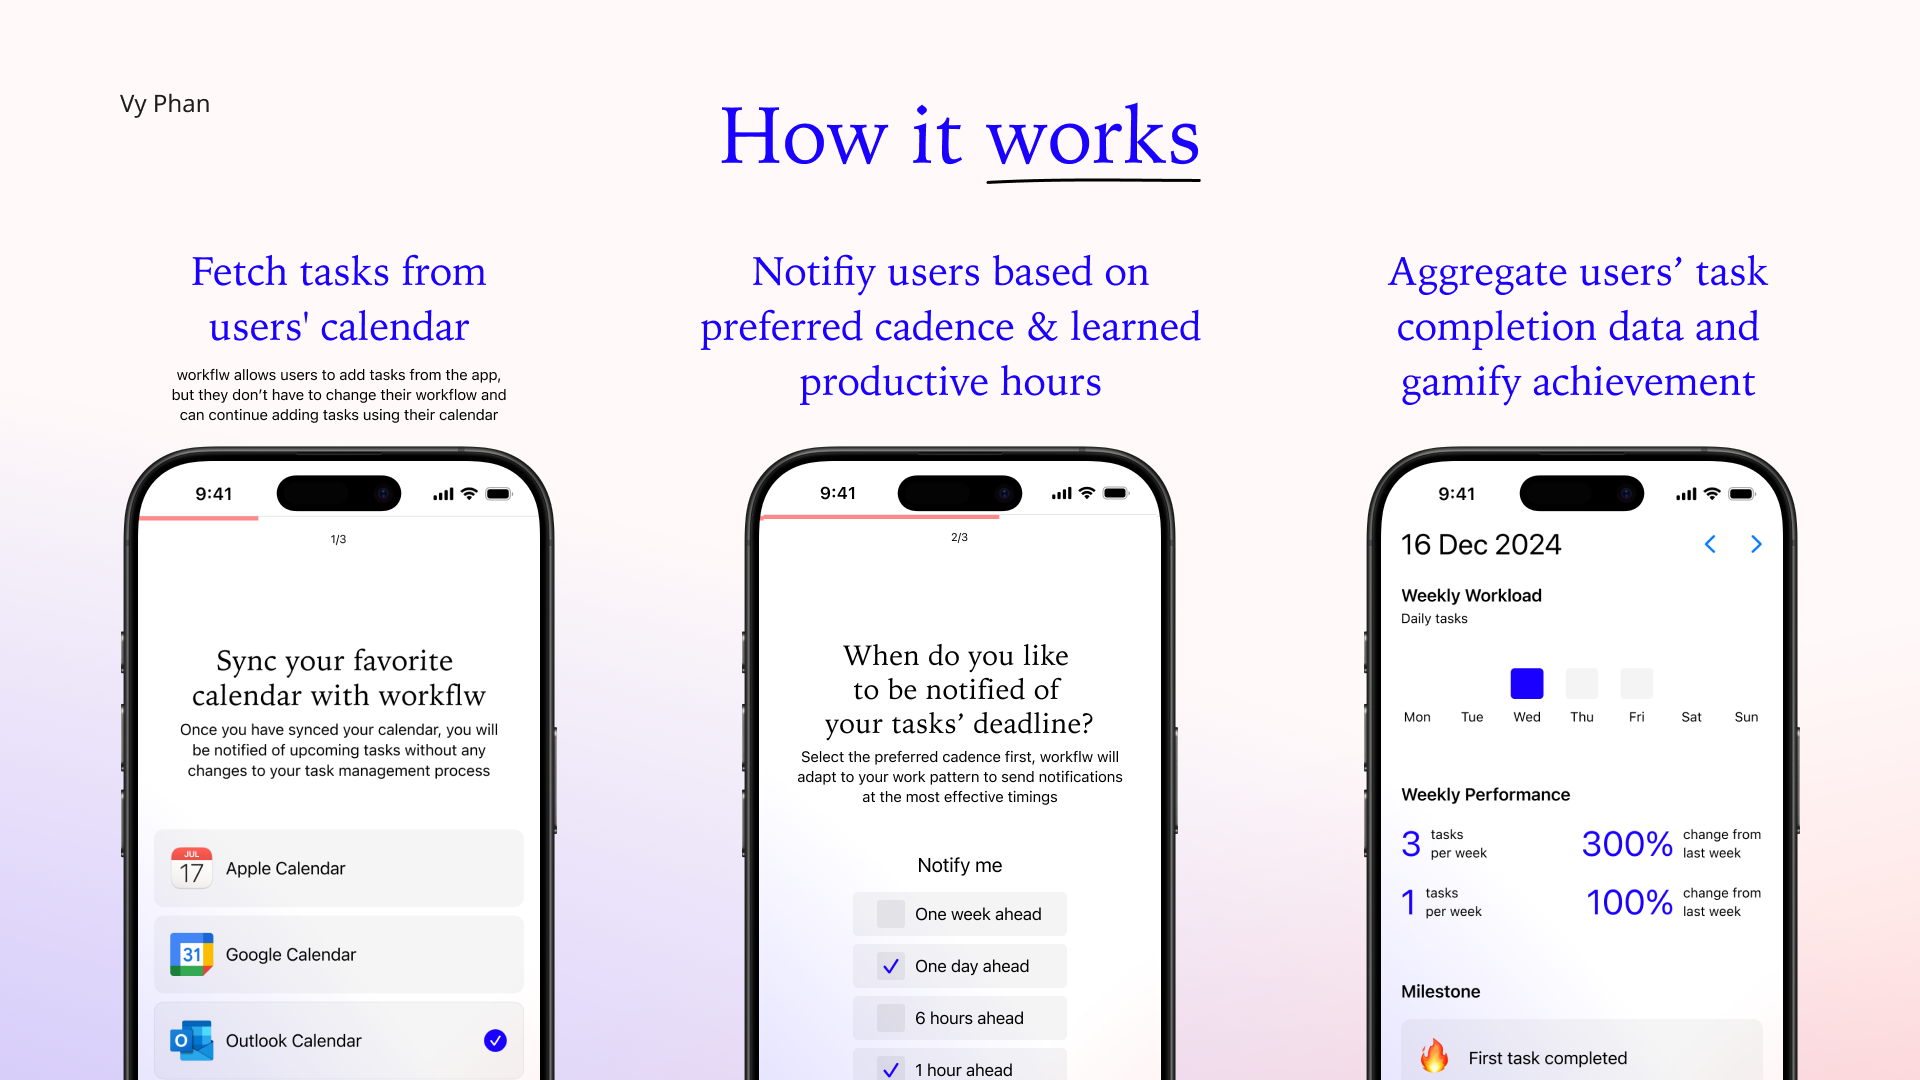 Vy Phan
How it works
Fetch tasks from
users' calendar
workflw allows users to add tasks from the app,
but they don’t have to change their workflow and
can continue adding tasks using their calendar
9:41
1/3
Sync your favorite
calendar with workflw
Once you have synced your calendar, you will
be notified of upcoming tasks without any
changes to your task management process
JUL
17
Apple Calendar
31
Google Calendar
O
Outlook Calendar
Notifiy users based on
preferred cadence & learned
productive hours
9:41
2/3
When do you like
to be notified of
your tasks’ deadline?
Select the preferred cadence first, workflw will
adapt to your work pattern to send notifications
at the most effective timings
Notify me
One week ahead
One day ahead
6 hours ahead
1 hour ahead
Aggregate users’ task
completion data and
gamify achievement
9:41
16 Dec 2024
Weekly Workload
Daily tasks
Mon Tue Wed Thu Fri Sat Sun
Weekly Performance
3 tasks per week 300% change from last week
1 tasks per week 100% change from last week
Milestone
First task completed